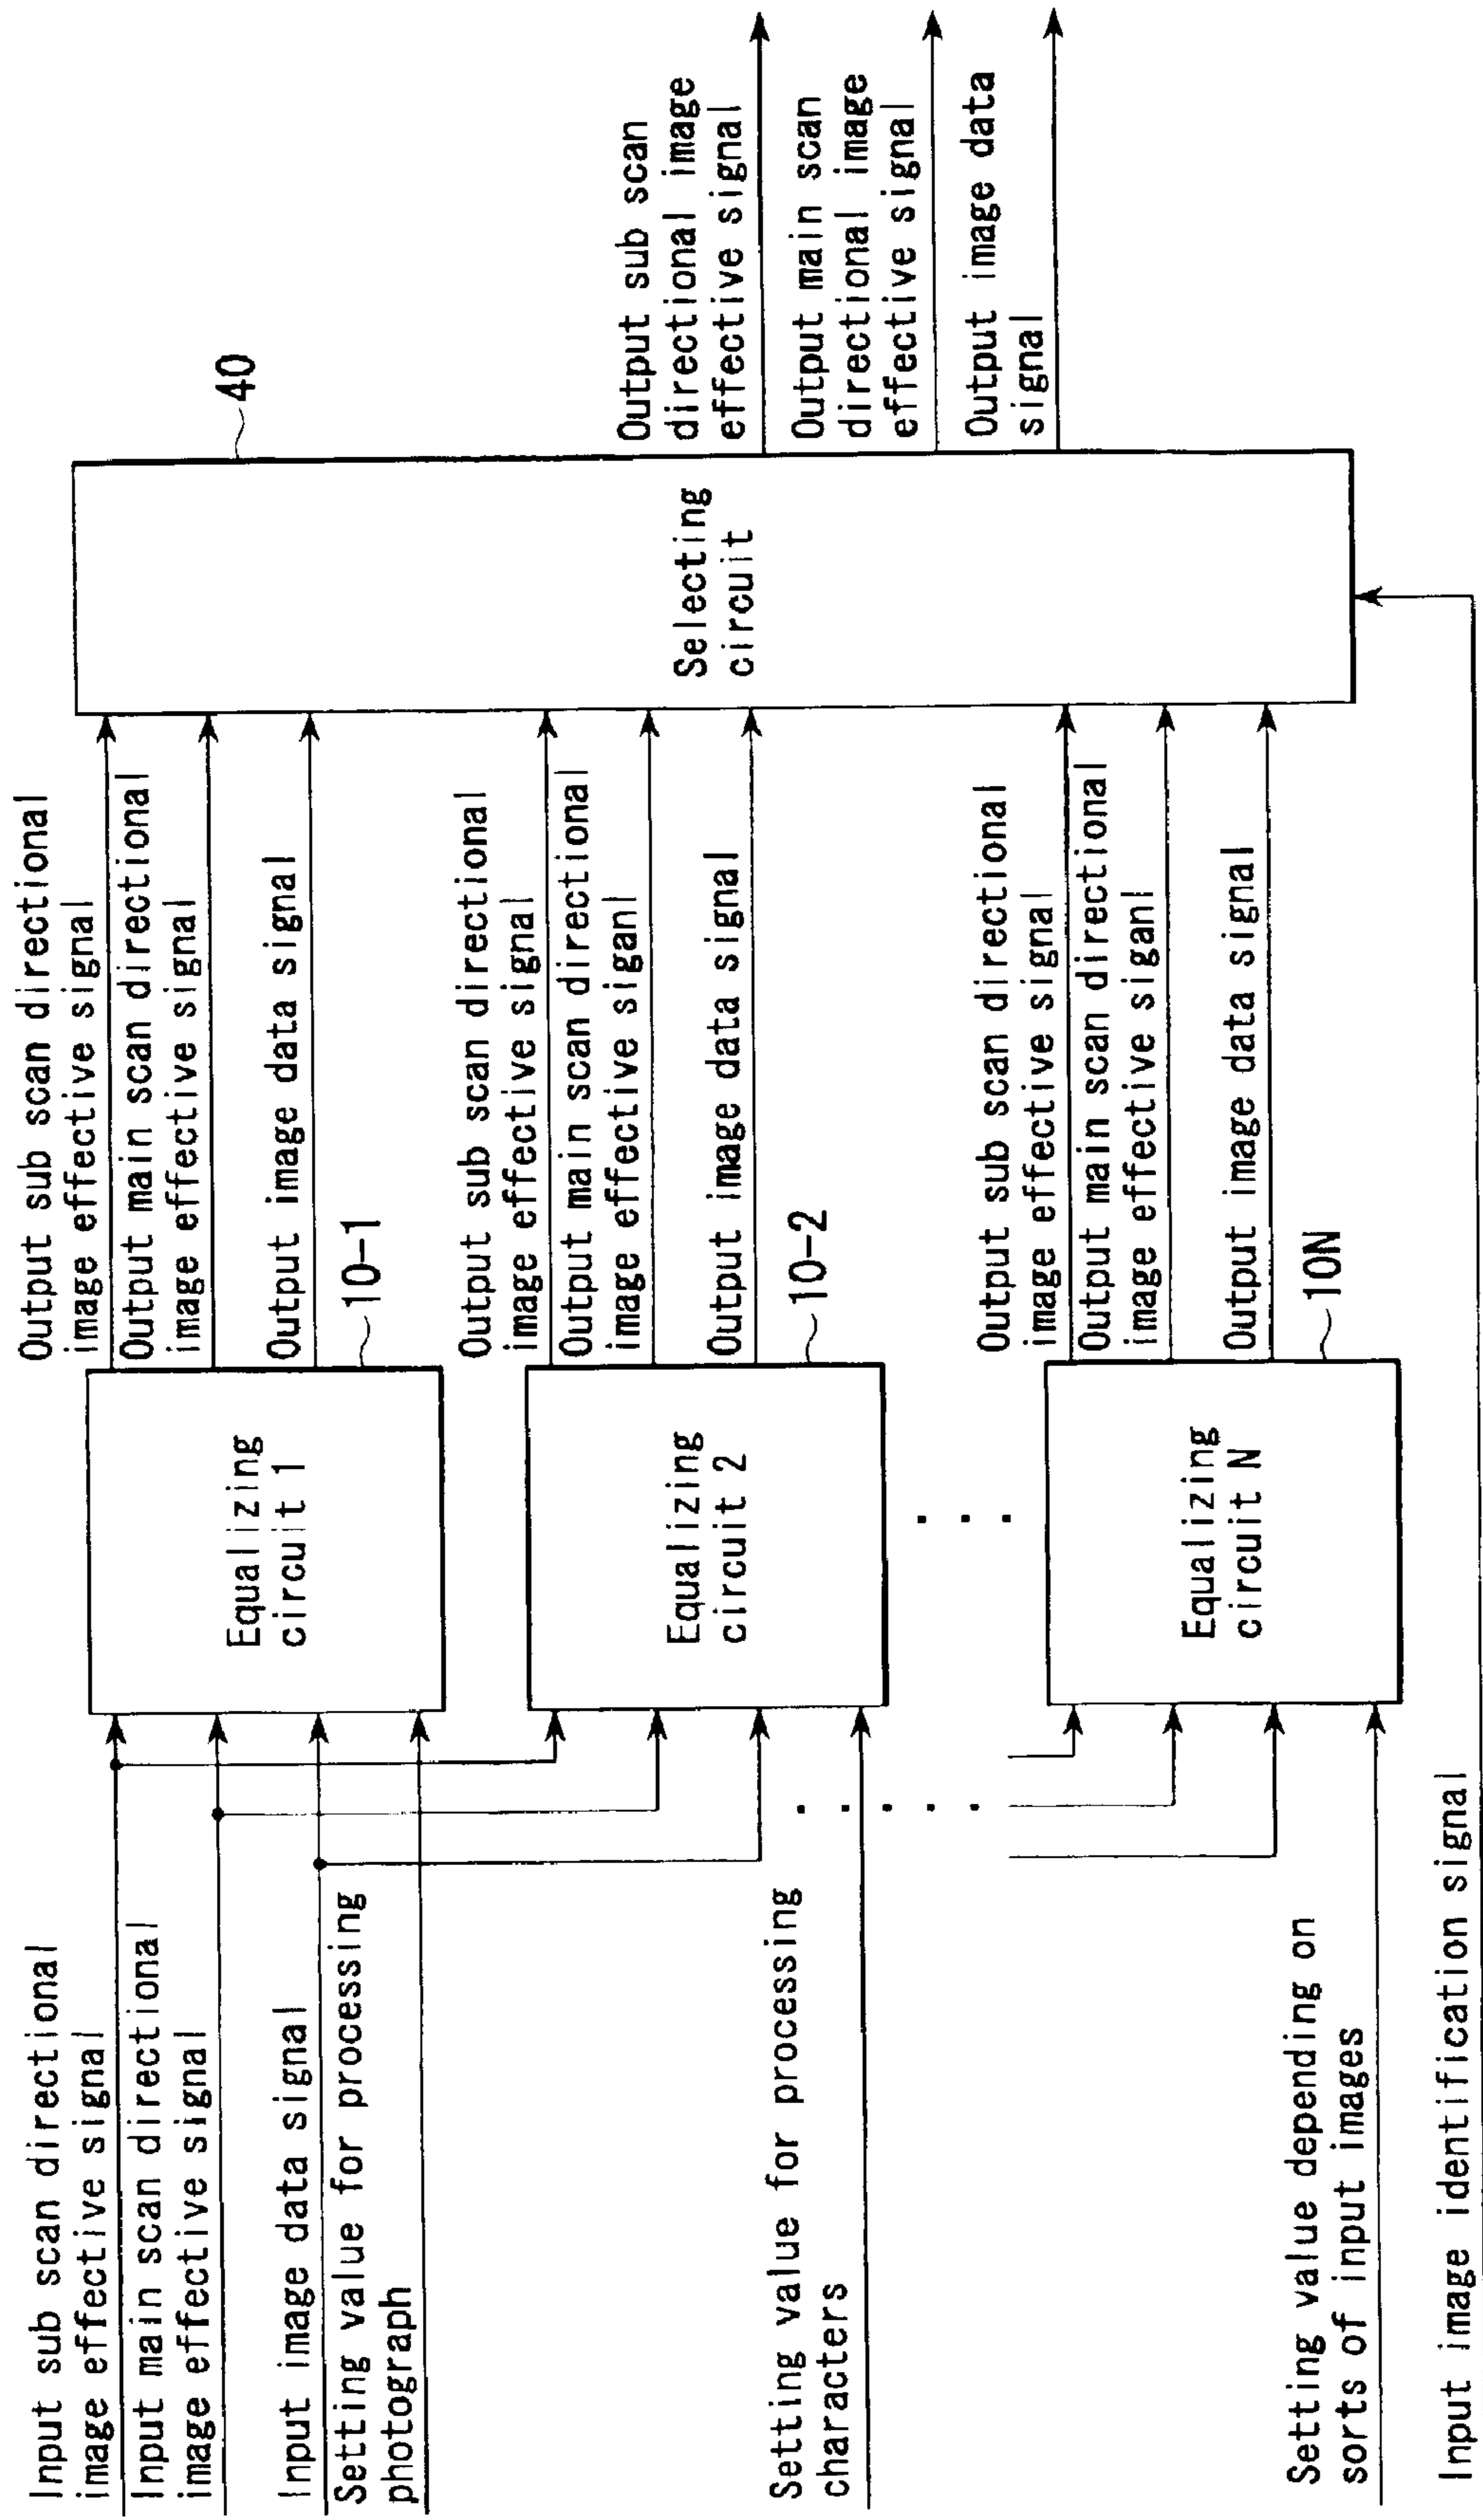 Input sub scan directional
image effective signal
Input main scan directional
image effective signal
Input image data signal
Setting value for processing
photograph
Equalizing
circuit 1
10-1
Output sub scan directional
image effective signal
Output main scan directional
image effective signal
Output image data signal
Setting value for processing
characters
Equalizing
circuit 2
10-2
Output sub scan directional
image effective signal
Output main scan directional
image effective siganl
Output image data signal
Setting value depending on
sorts of input images
Equalizing
circuit N
10N
Output sub scan directional
image effective signal
Output main scan directional
image effective siganl
Output image data signal
Input image identification signal
Selecting
circuit
40
Output sub scan
directional image
effective signal
Output main scan
directional image
effective signal
Output image data
signal